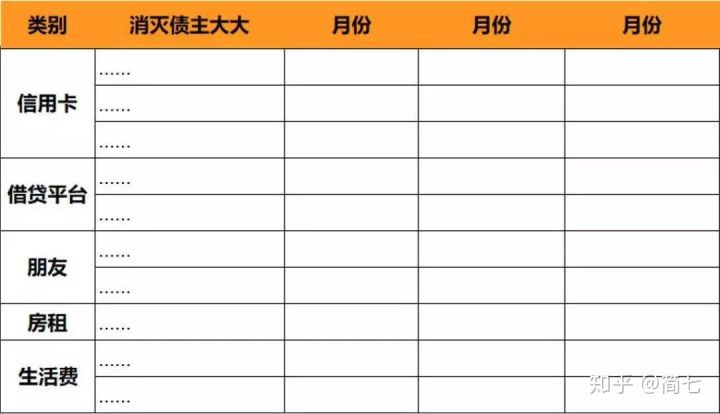 类别 消灭债主大大 月份 月份 月份
信用卡
……
……
……
借贷平台
……
……
朋友
……
……
房租 ……
生活费
……
……
知乎 @简七